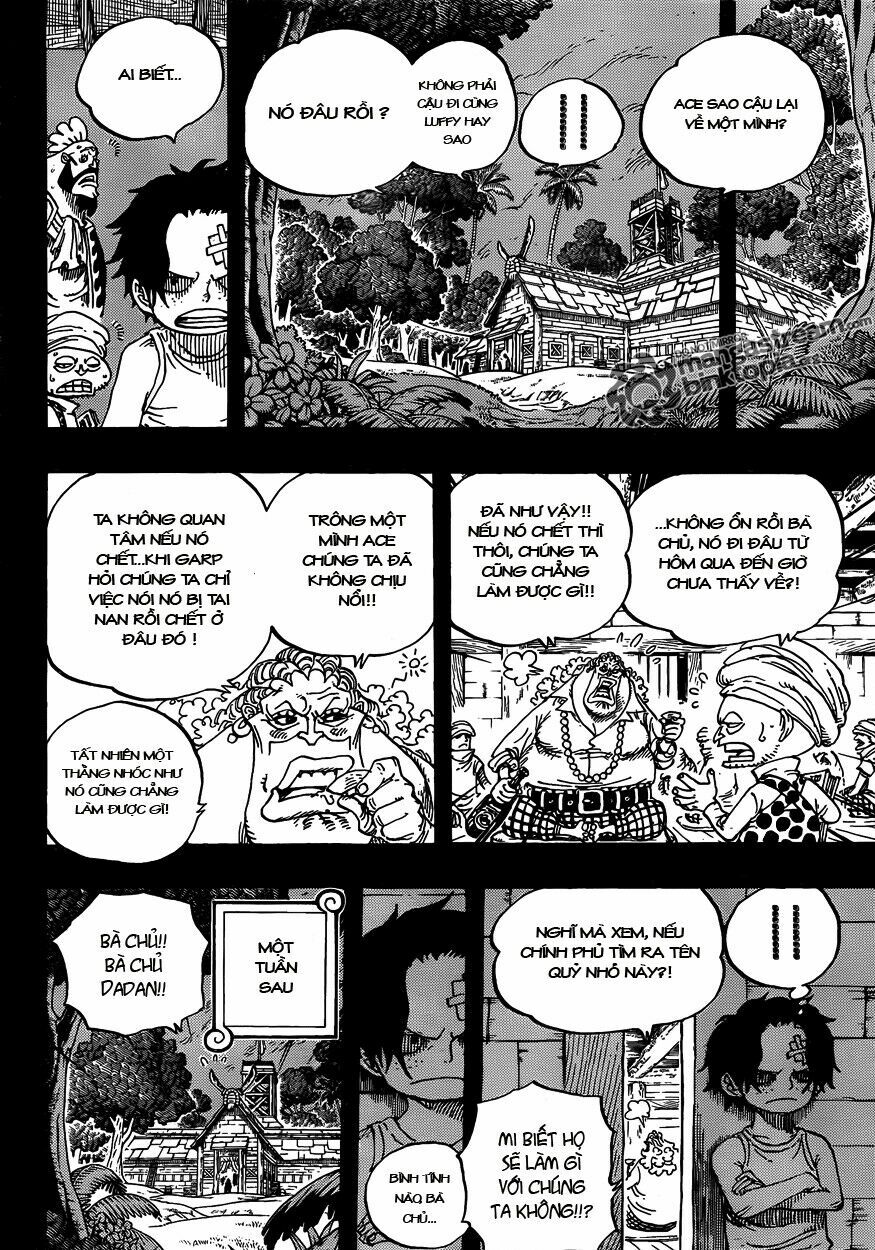 ACE SAO CẬU LẠI
VỀ MỘT MÌNH?
KHÔNG PHẢI
CẬU ĐI CÙNG
LUFFY HAY
SAO
NÓ ĐÂU RỒI ?
AI BIẾT...
mangastream.com
bnktopia
...KHÔNG ỔN RỒI BÀ
CHỦ, NÓ ĐI ĐÂU TỪ
HÔM QUA ĐẾN GIỜ
CHƯA THẤY VỀ?!
ĐÃ NHƯ VẬY!!
NẾU NÓ CHẾT THÌ
THÔI, CHÚNG TA
CŨNG CHẲNG
LÀM ĐƯỢC GÌ!!
TRÔNG MỘT
MÌNH ACE
CHÚNG TA ĐÃ
KHÔNG CHỊU
NỔI!!
TA KHÔNG QUAN
TÂM NẾU NÓ
CHẾT...KHI GARP
HỎI CHÚNG TA CHỈ
VIỆC NÓI NÓ BỊ TAI
NẠN RỒI CHẾT Ở
ĐÂU ĐÓ !
TẤT NHIÊN MỘT
THẰNG NHÓC NHƯ
NÓ CŨNG CHẲNG
LÀM ĐƯỢC GÌ!
NGHĨ MÀ XEM, NẾU
CHÍNH PHỦ TÌM RA TÊN
QUỶ NHỎ NÀY?!
MI BIẾT HỌ
SẼ LÀM GÌ
VỚI CHÚNG
TA KHÔNG!!?
BÌNH TĨNH
NÀO, BÀ
CHỦ...
MỘT
TUẦN
SAU
BÀ CHỦ!!
BÀ CHỦ
DADAN!!